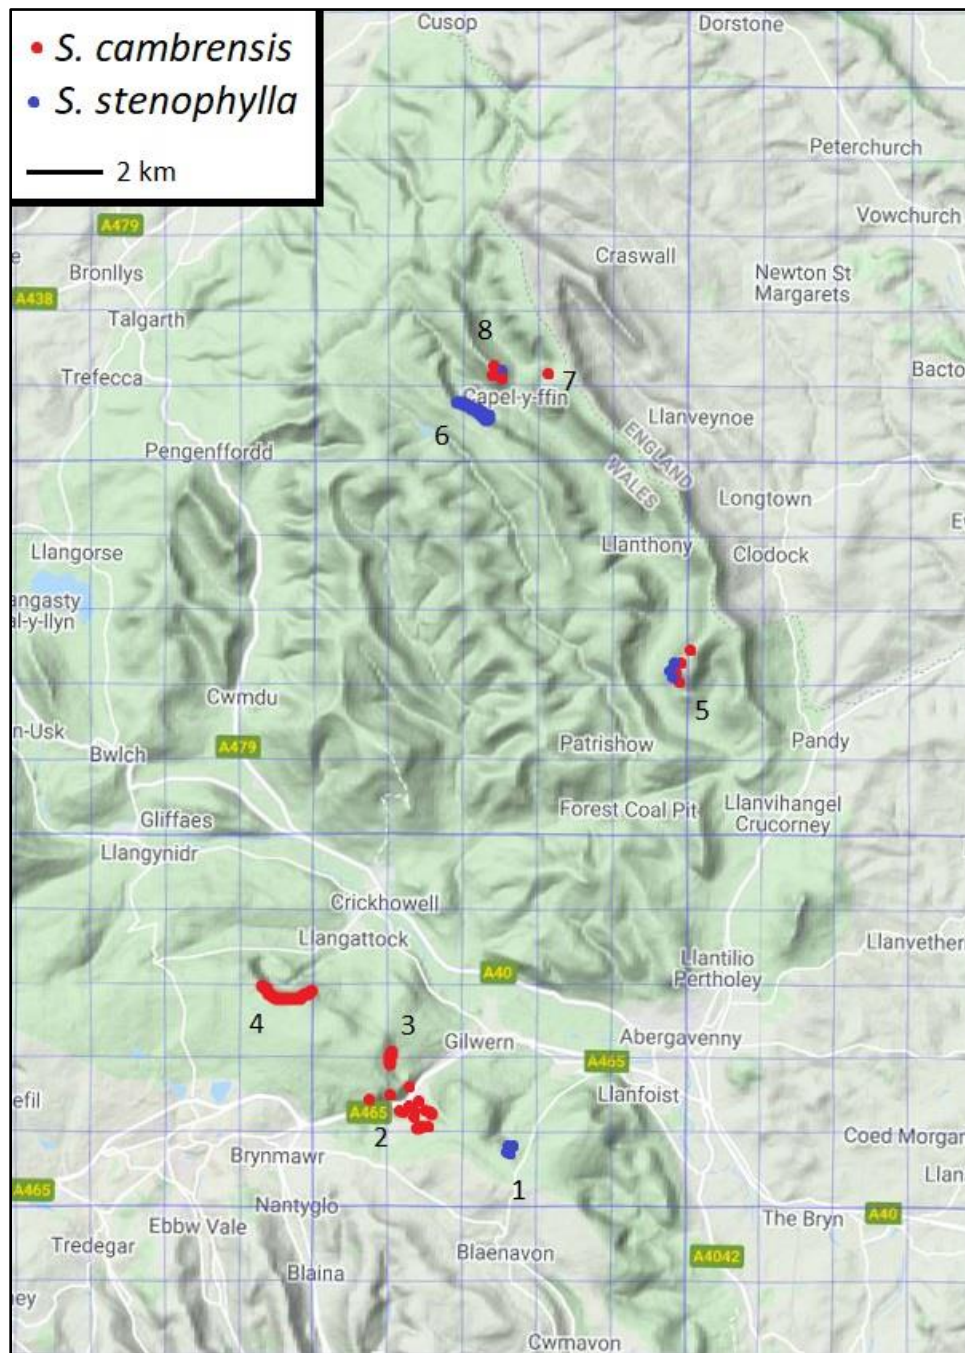 Cusop
Dorstone
S. cambrensis
S. stenophylla
2 km
Peterchurch
A479
Vowchurch
Craswall
Bronllys
Newton St
Margarets
A438
Talgarth
8
Trefecca
7
Bacto
Capel-y-ffin
Llanveynoe
6
ENGLAND
WALES
Pengenffordd
Longtown
Llangorse
Llanthony
Clodock
angasty
al-y-llyn
Cwmdu
5
n-Usk
A479
Bwlch
Patrishow
Pandy
Gliffaes
Forest Coal Pit
Llanvihangel
Crucorney
Llangynidr
Crickhowell
Llangattock
Llanvether
A40
Llantilio
Pertholey
4
3
Gilwern
Abergavenny
A465
efil
Llanfoist
A465
2
Coed Morgan
Brynmawr
Llan
A465
1
Nantyglo
The Bryn
A40
Ebbw Vale
Tredegar
Blaenavon
A4042
Blaina
ey
Cwmavon